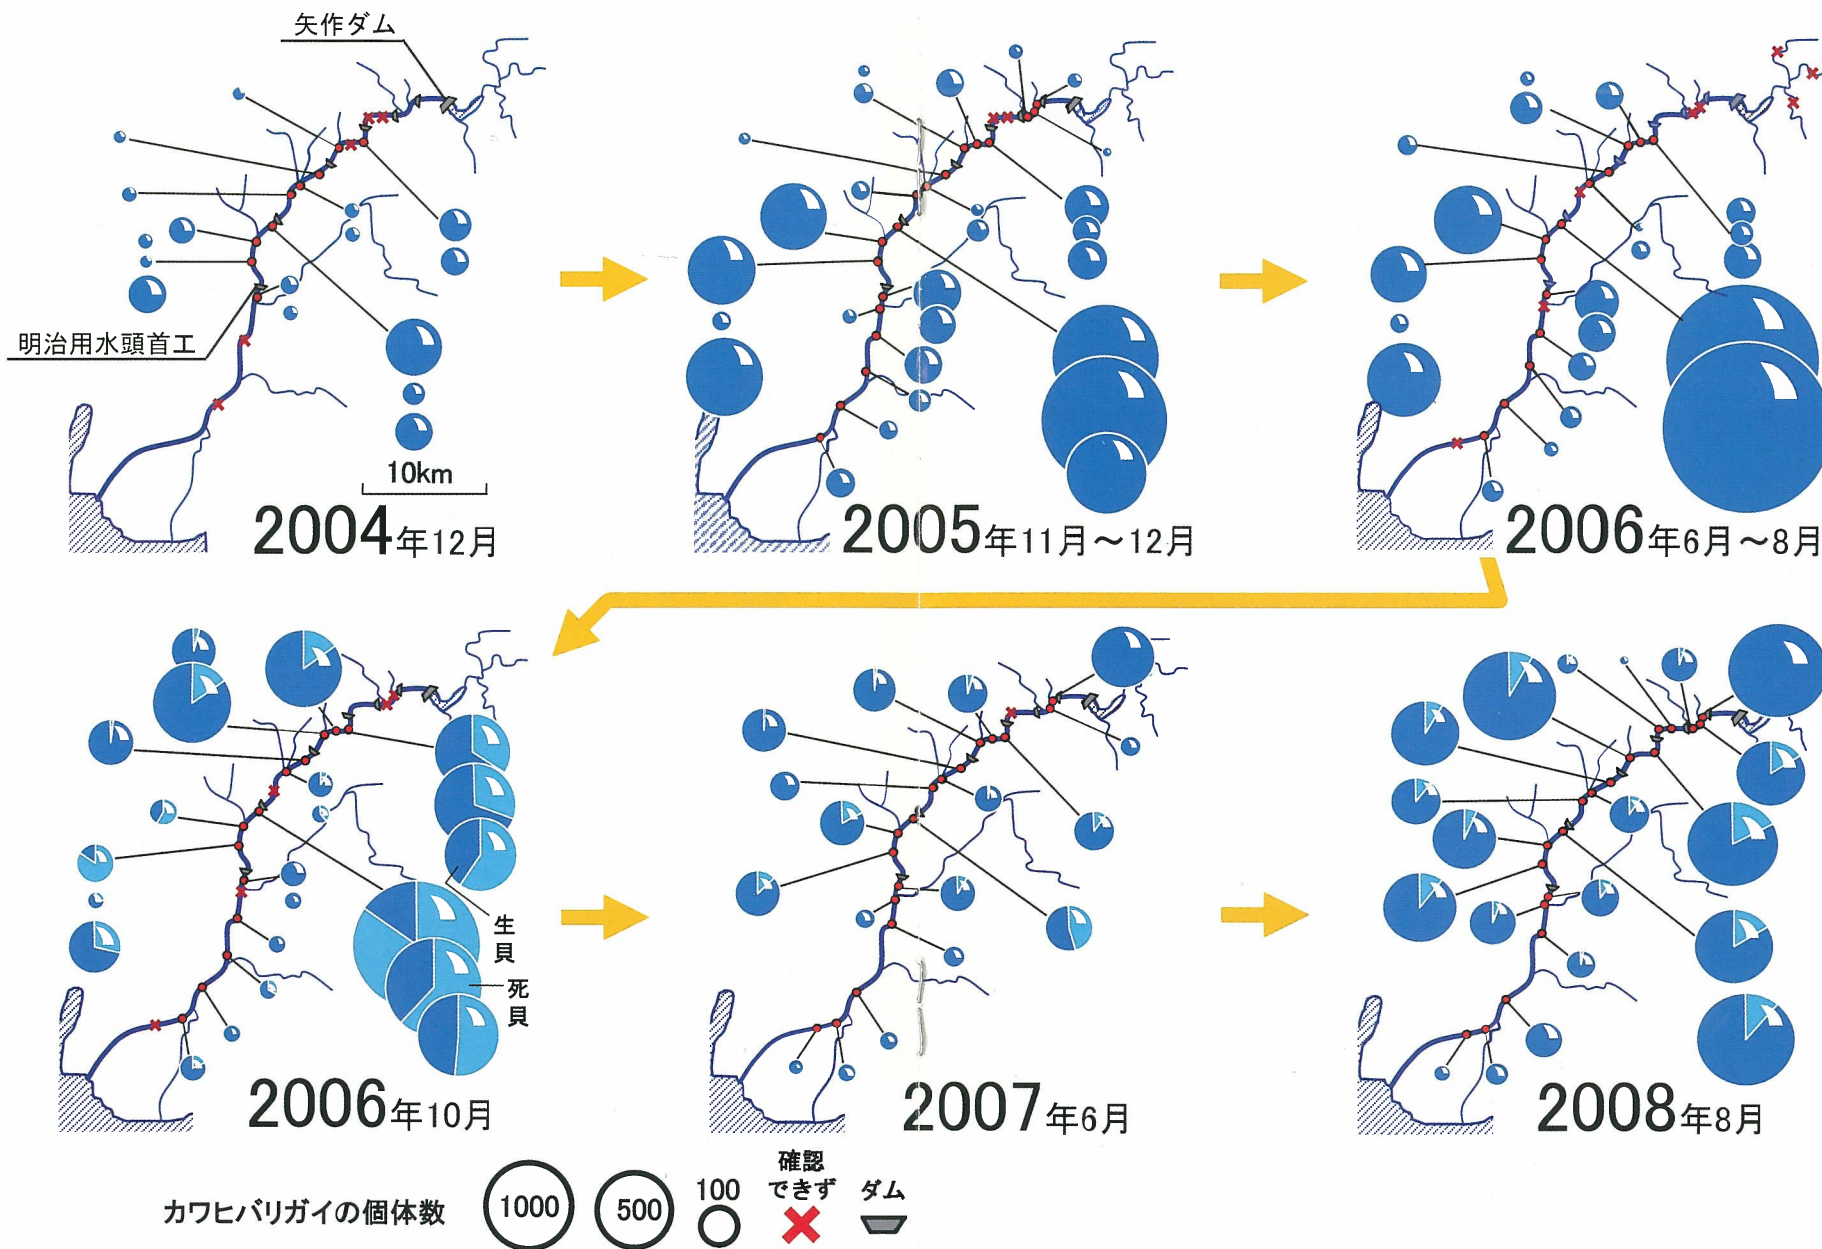 矢作ダム
明治用水頭首工
10km
2004年12月
2005年11月～12月
2006年6月～8月
生貝
死貝
2006年10月
2007年6月
2008年8月
カワヒバリガイの個体数
1000
500
100
確認
できず
ダム